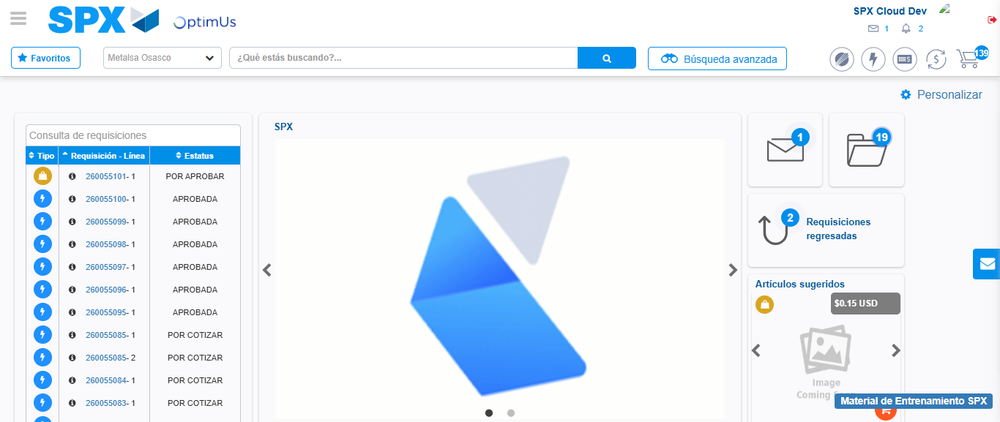 SPX OptimUs
SPX Cloud Dev
1 2
Favoritos
Metalsa Osasco
¿Qué estás buscando?...
Búsqueda avanzada
139
Personalizar
Consulta de requisiciones
Tipo Requisición - Línea Estatus
260055101- 1 POR APROBAR
260055100- 1 APROBADA
260055099- 1 APROBADA
260055098- 1 APROBADA
260055097- 1 APROBADA
260055096- 1 APROBADA
260055095- 1 APROBADA
260055085- 1 POR COTIZAR
260055085- 2 POR COTIZAR
260055084- 1 POR COTIZAR
260055083- 1 POR COTIZAR
SPX
1
19
2
Requisiciones
regresadas
Artículos sugeridos
$0.15 USD
Image
Coming
Material de Entrenamiento SPX